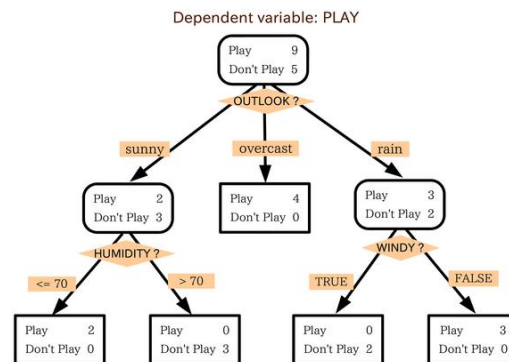 Dependent variable: PLAY
Play 9
Don't Play 5
OUTLOOK ?
sunny
overcast
rain
Play 2
Don't Play 3
Play 4
Don't Play 0
Play 3
Don't Play 2
HUMIDITY ?
WINDY ?
<= 70
> 70
TRUE
FALSE
Play 2
Don't Play 0
Play 0
Don't Play 3
Play 0
Don't Play 2
Play 3
Don't Play 0